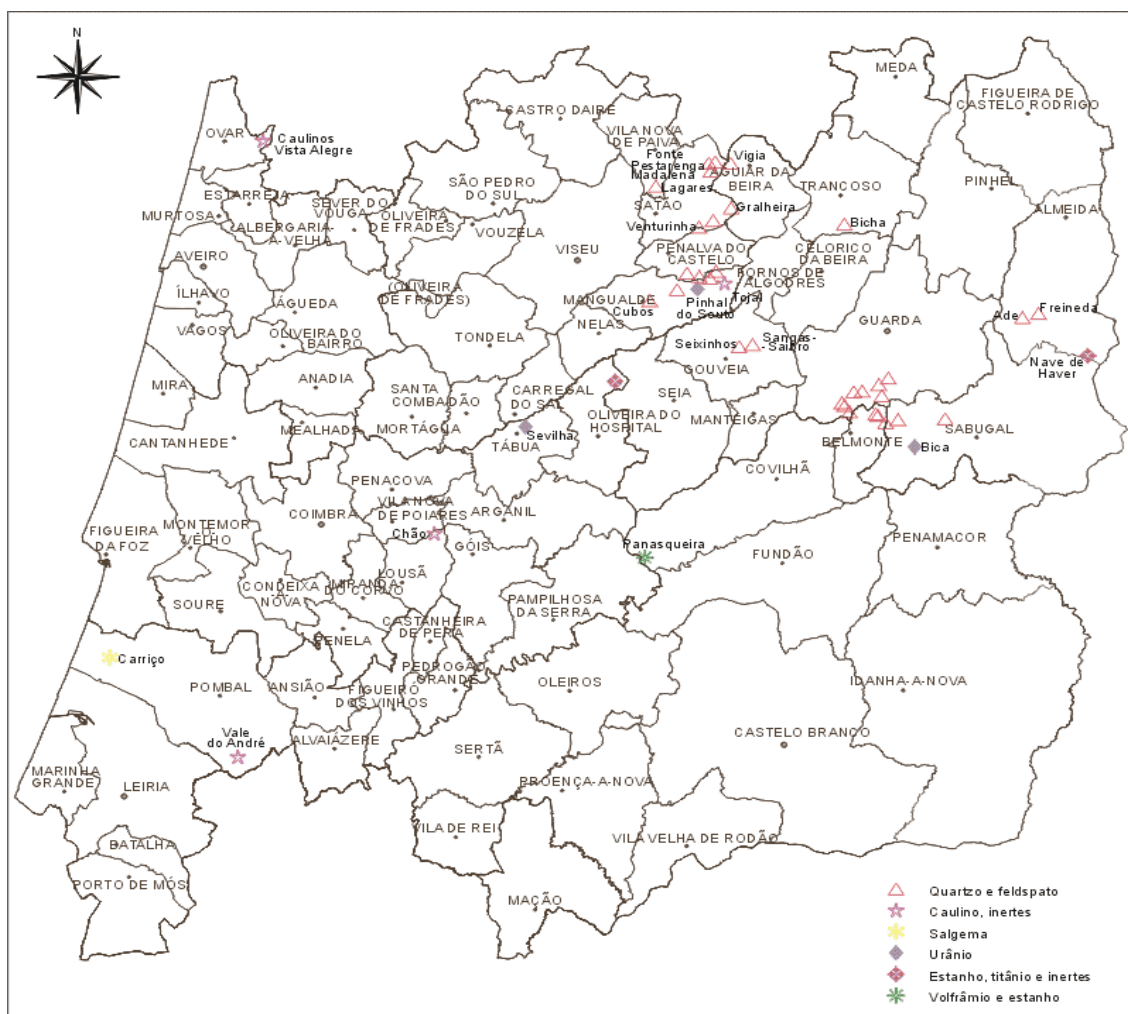 N
MEDA
FIGUEIRA DE
CASTELO RODRIGO
CASTRO DAIRE
OVAR
Caulinos
Vista Alegre
VILA NOVA
DE PAIVA
Fonte
Pestarenga
Madalena
Lagares
Vigia
AGUIAR DA
BEIRA
TRANCOSO
PINHEL
ALMEIDA
SÃO PEDRO
DO SUL
ESTARREJA
MURTOSA
SEVER DO
VOUGA
OLIVEIRA
DE FRADES
ALBERGARIA-
A-VELHA
VOUZELA
SATÃO
Gralheira
Venturinha
Bicha
VISEU
PENALVA DO
CASTELO
CELORICO
DA BEIRA
AVEIRO
FORNOS DE
ALGODRES
Tojal
ÍLHAVO
ÁGUEDA
(OLIVEIRA
DE FRADES)
MANGUALDE
Cubos
Pinhal
do Souto
VAGOS
OLIVEIRA DO
BAIRRO
TONDELA
NELAS
GUARDA
Ade
Freineda
Seixinhos
Sangas-
-Saibro
GOUVEIA
Nave de
Haver
MIRA
ANADIA
SANTA
COMBA DÃO
CARREGAL
DO SAL
SEIA
OLIVEIRA DO
HOSPITAL
MANTEIGAS
MORTÁGUA
MEALHADA
CANTANHEDE
Sevilha
TÁBUA
BELMONTE
SABUGAL
Bica
COVILHÃ
PENACOVA
VILA NOVA
DE POIARES
ARGANIL
COIMBRA
Chão
GÓIS
FIGUEIRA
DA FOZ
MONTEMOR
-O-
VELHO
Panasqueira
FUNDÃO
PENAMACOR
LOUSÃ
MIRANDA
DO CORVO
CONDEIXA
-A-
NOVA
SOURE
PAMPILHOSA
DA SERRA
CASTANHEIRA
DE PERA
PENELA
Carriço
POMBAL
ANSIÃO
PEDROGÃO
GRANDE
FIGUEIRÓ
DOS VINHOS
OLEIROS
IDANHA-A-NOVA
Vale
do André
ALVAIÁZERE
SERTÃ
CASTELO BRANCO
MARINHA
GRANDE
LEIRIA
PROENÇA-A-NOVA
VILA DE REI
VILA VELHA DE RODÃO
BATALHA
PORTO DE MÓS
MAÇÃO
Quartzo e feldspato
Caulino, inertes
Salgema
Urânio
Estanho, titânio e inertes
Volfrâmio e estanho